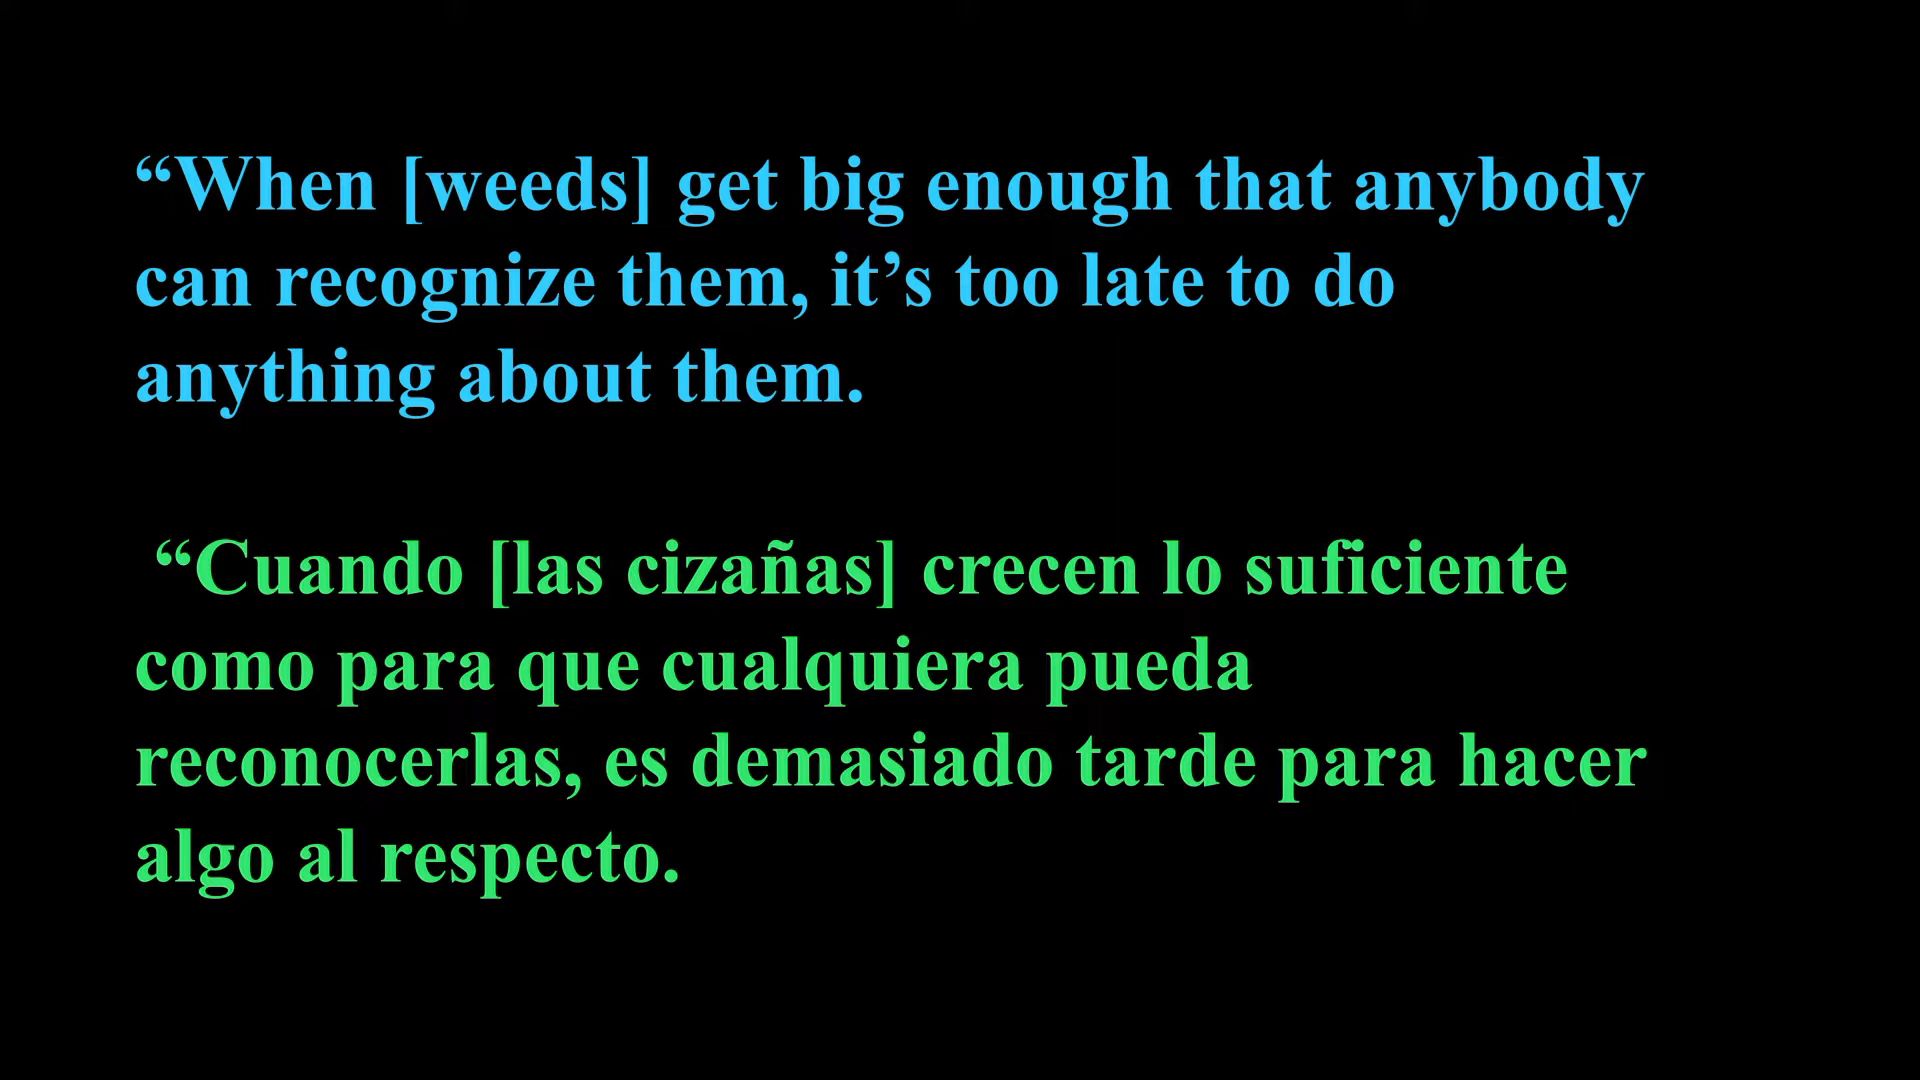 “When [weeds] get big enough that anybody
can recognize them, it’s too late to do
anything about them.
“Cuando [las cizañas] crecen lo suficiente
como para que cualquiera pueda
reconocerlas, es demasiado tarde para hacer
algo al respecto.